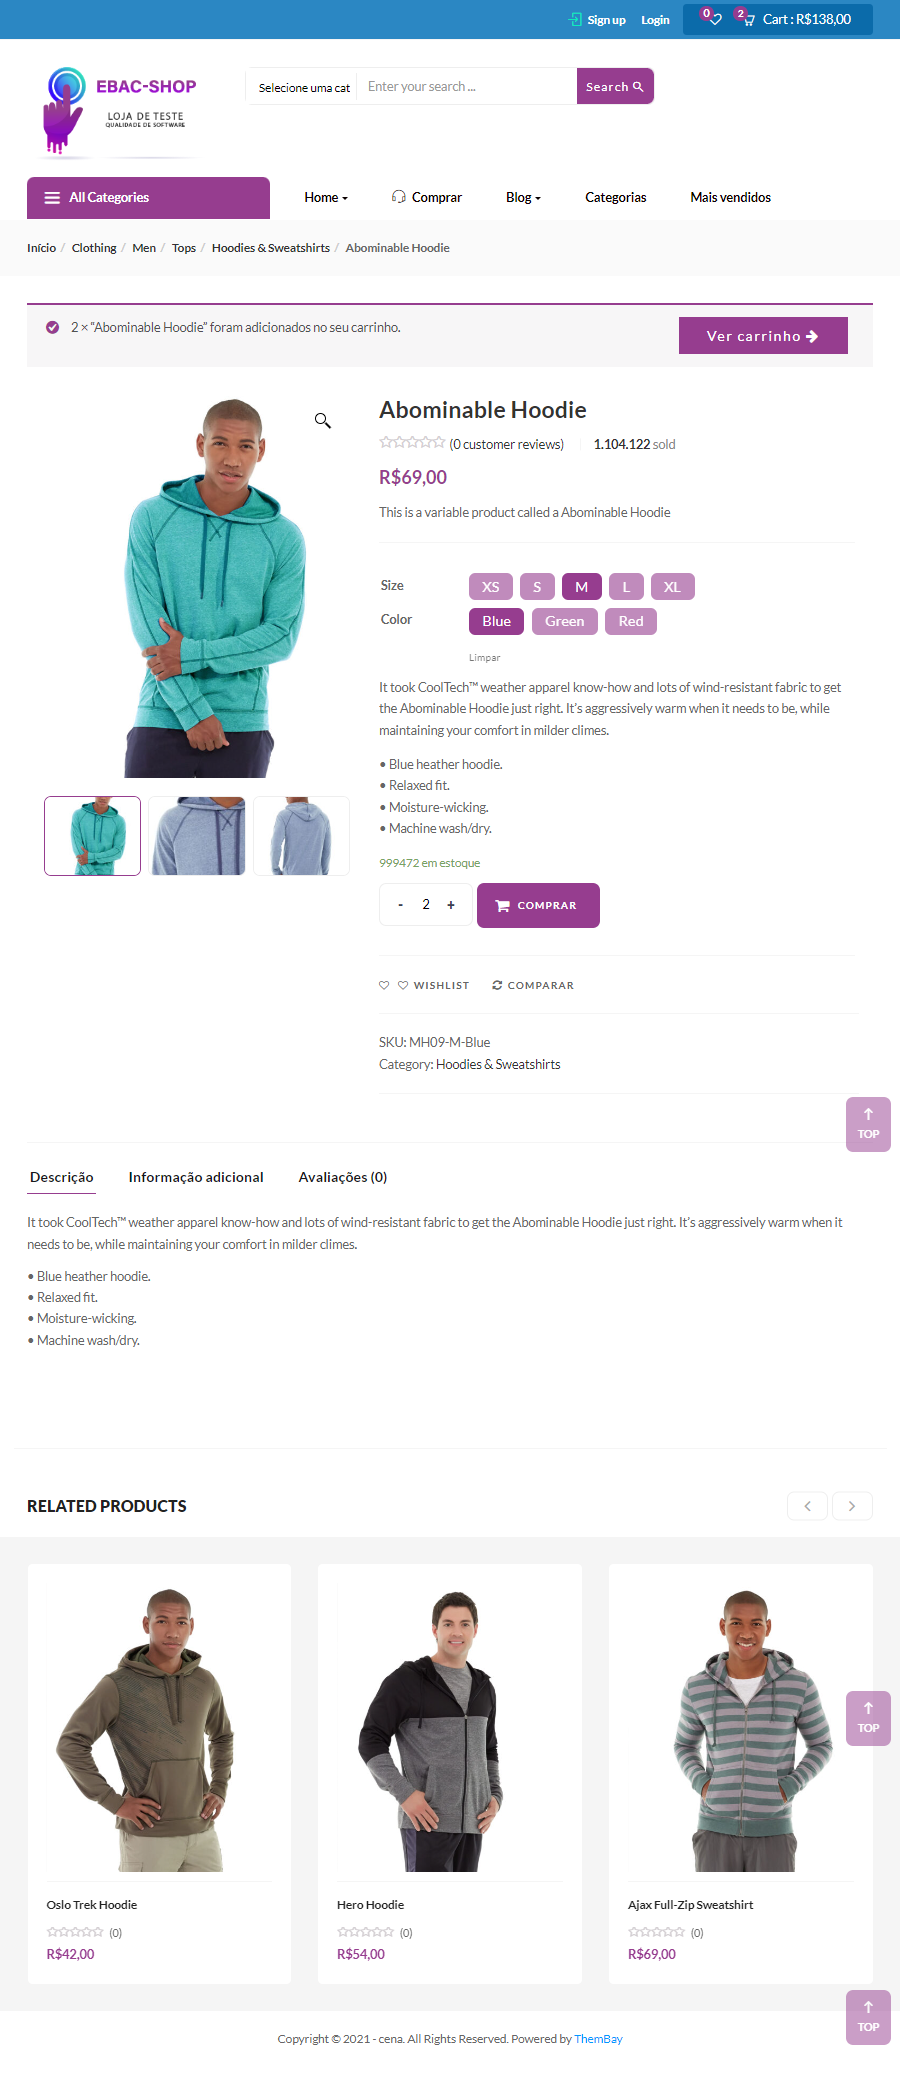 Sign up
Login
0
2
Cart : R$138,00
EBAC-SHOP
LOJA DE TESTE
QUALIDADE DE SOFTWARE
Selecione uma cat
Enter your search ...
Search
All Categories
Home
Comprar
Blog
Categorias
Mais vendidos
Início / Clothing / Men / Tops / Hoodies & Sweatshirts / Abominable Hoodie
2 × “Abominable Hoodie” foram adicionados no seu carrinho.
Ver carrinho
Abominable Hoodie
(0 customer reviews)
1.104.122 sold
R$69,00
This is a variable product called a Abominable Hoodie
Size
XS
S
M
L
XL
Color
Blue
Green
Red
Limpar
It took CoolTech™ weather apparel know-how and lots of wind-resistant fabric to get
the Abominable Hoodie just right. It’s aggressively warm when it needs to be, while
maintaining your comfort in milder climes.
• Blue heather hoodie.
• Relaxed fit.
• Moisture-wicking.
• Machine wash/dry.
999472 em estoque
- 2 +
COMPRAR
WISHLIST
COMPARAR
SKU: MH09-M-Blue
Category: Hoodies & Sweatshirts
TOP
Descrição
Informação adicional
Avaliações (0)
It took CoolTech™ weather apparel know-how and lots of wind-resistant fabric to get the Abominable Hoodie just right. It’s aggressively warm when it
needs to be, while maintaining your comfort in milder climes.
• Blue heather hoodie.
• Relaxed fit.
• Moisture-wicking.
• Machine wash/dry.
RELATED PRODUCTS
TOP
Oslo Trek Hoodie
(0)
R$42,00
Hero Hoodie
(0)
R$54,00
Ajax Full-Zip Sweatshirt
(0)
R$69,00
TOP
Copyright © 2021 - cena. All Rights Reserved. Powered by ThemBay